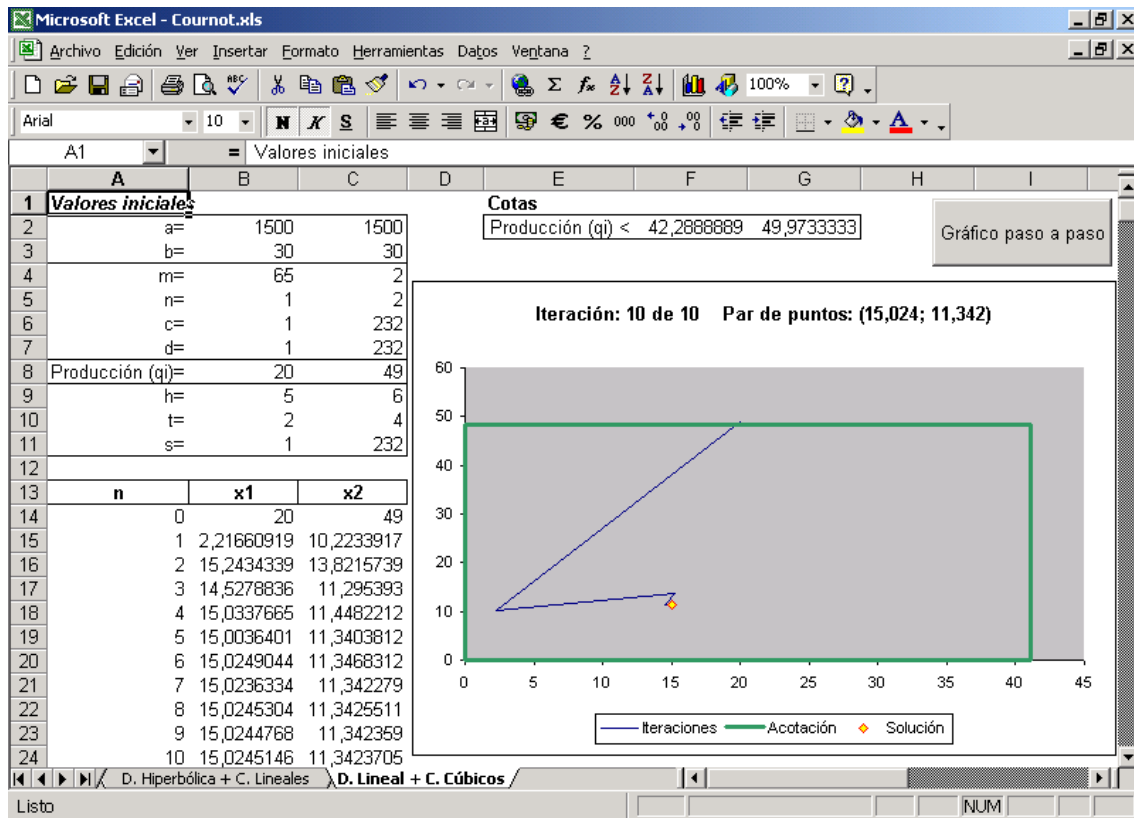 Microsoft Excel - Cournot.xls
Archivo Edición Ver Insertar Formato Herramientas Datos Ventana ?
100%
Arial 10 N K S € % 000
A1 = Valores iniciales
A B C D E F G H I
1 Valores iniciales Cotas
2 a= 1500 1500 Producción (qi) < 42,2888889 49,9733333
Gráfico paso a paso
3 b= 30 30
4 m= 65 2
5 n= 1 2
6 c= 1 232
7 d= 1 232
8 Producción (qi)= 20 49
9 h= 5 6
10 t= 2 4
11 s= 1 232
12
13 n x1 x2
14 0 20 49
15 1 2,21660919 10,2233917
16 2 15,2434339 13,8215739
17 3 14,5278836 11,295393
18 4 15,0337665 11,4482212
19 5 15,0036401 11,3403812
20 6 15,0249044 11,3468312
21 7 15,0236334 11,342279
22 8 15,0245304 11,3425511
23 9 15,0244768 11,342359
24 10 15,0245146 11,3423705
Iteración: 10 de 10 Par de puntos: (15,024; 11,342)
60
50
40
30
20
10
0
0 5 10 15 20 25 30 35 40 45
Iteraciones Acotación Solución
D. Hiperbólica + C. Lineales D. Lineal + C. Cúbicos
Listo NUM